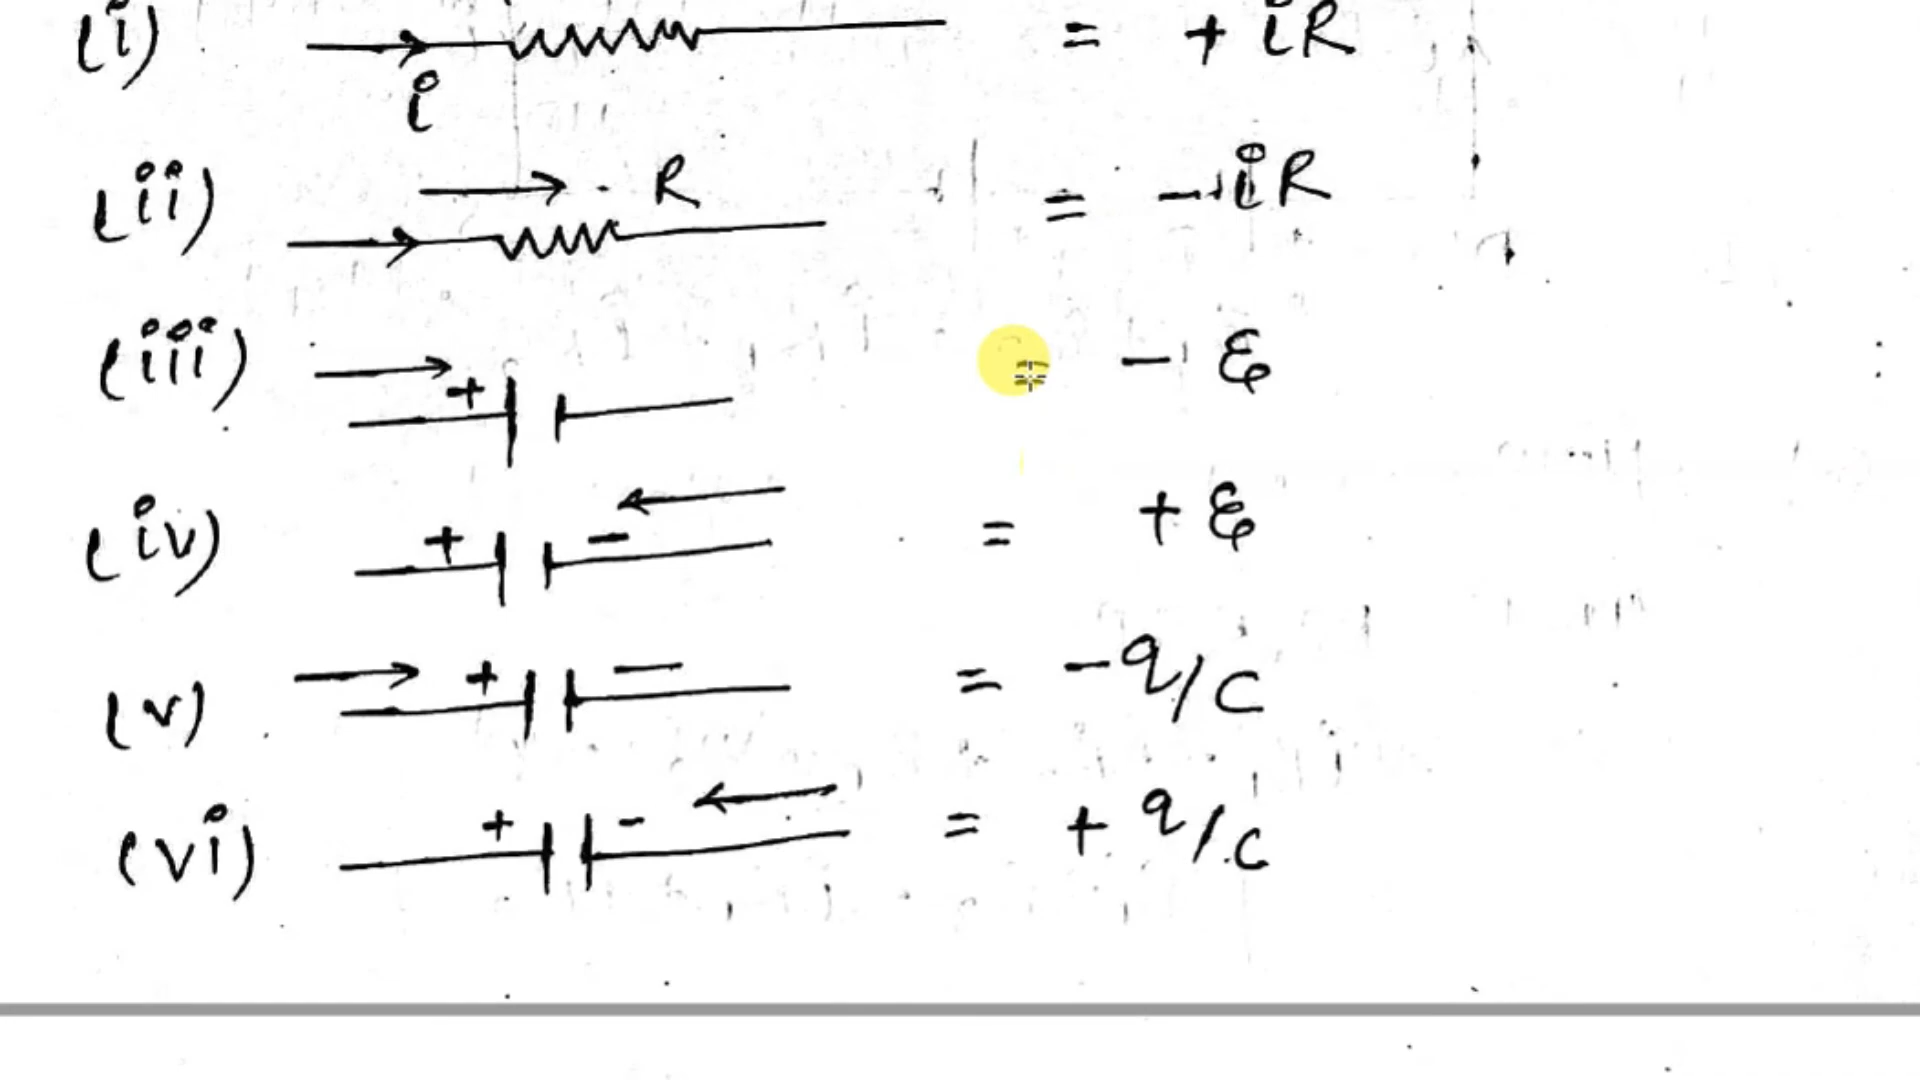 (i) i = + iR
(ii) R = - iR
(iii) + = - ε
(iv) + - = + ε
(v) + - = - q/c
(vi) + - = + q/c